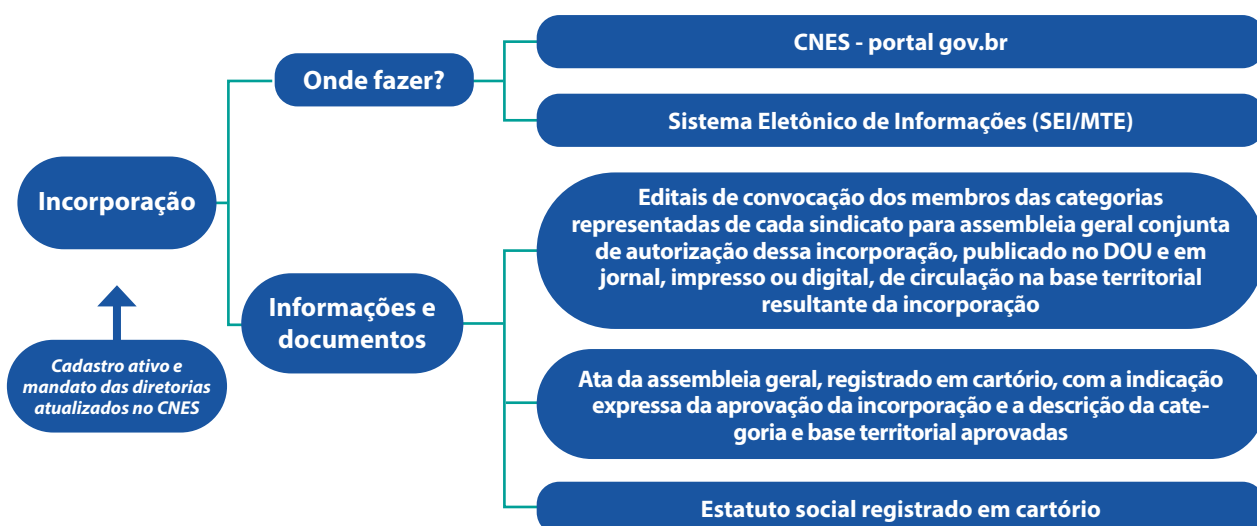 CNES - portal gov.br
Onde fazer?
Sistema Eletônico de Informações (SEI/MTE)
Incorporação
Editais de convocação dos membros das categorias
representadas de cada sindicato para assembleia geral conjunta
de autorização dessa incorporação, publicado no DOU e em
jornal, impresso ou digital, de circulação na base territorial
resultante da incorporação
Informações e
documentos
Cadastro ativo e
mandato das diretorias
atualizados no CNES
Ata da assembleia geral, registrado em cartório, com a indicação
expressa da aprovação da incorporação e a descrição da cate-
goria e base territorial aprovadas
Estatuto social registrado em cartório